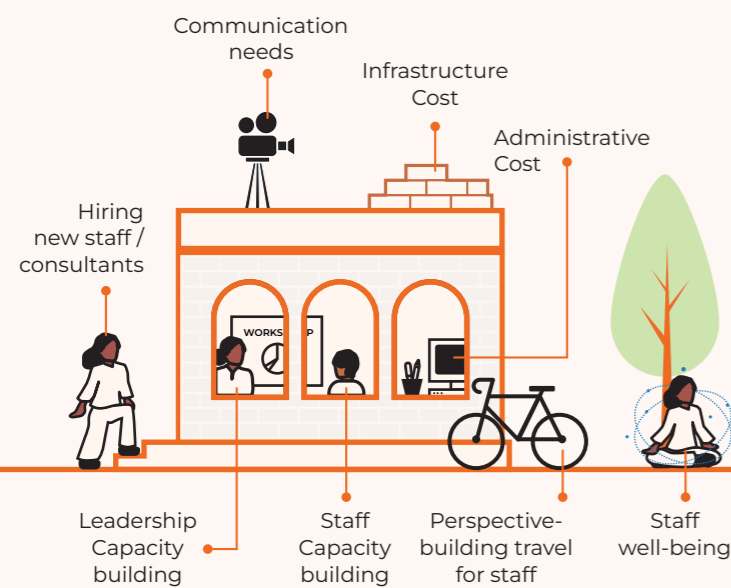 Communication
needs
Infrastructure
Cost
Administrative
Cost
Hiring
new staff /
consultants
Leadership
Capacity
building
Staff
Capacity
building
Perspective-
building travel
for staff
Staff
well-being